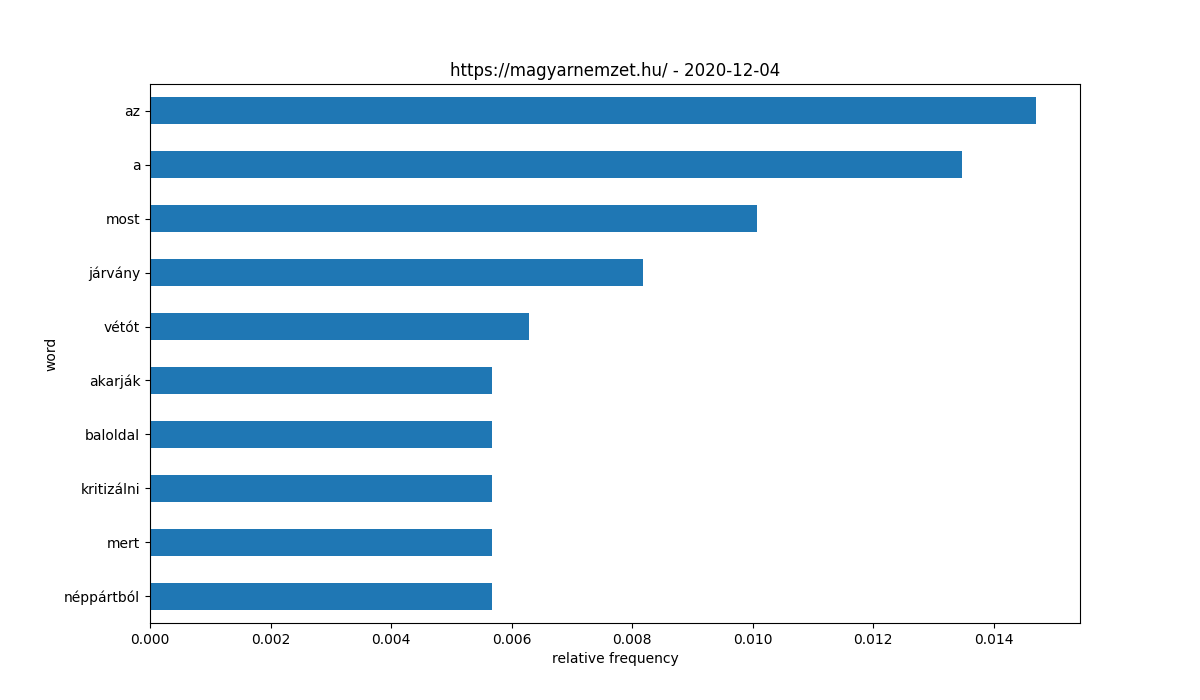 https://magyarnemzet.hu/ - 2020-12-04
az
a
most
járvány
vétót
akarják
baloldal
kritizálni
mert
néppártból
word
0.000 0.002 0.004 0.006 0.008 0.010 0.012 0.014
relative frequency